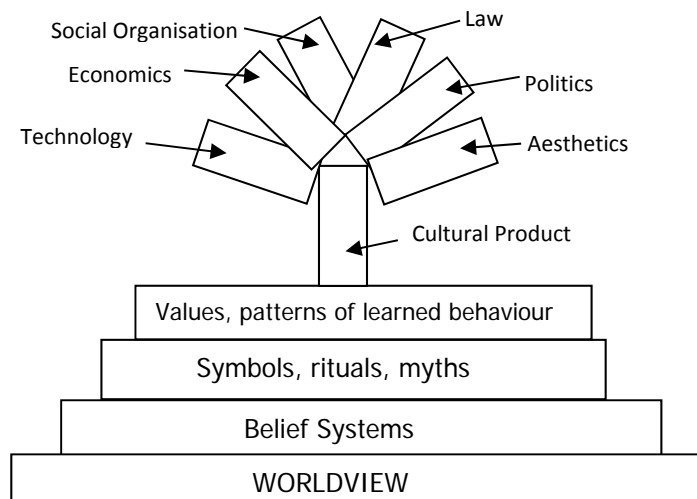 Social Organisation
Law
Economics
Politics
Technology
Aesthetics
Cultural Product
Values, patterns of learned behaviour
Symbols, rituals, myths
Belief Systems
WORLDVIEW